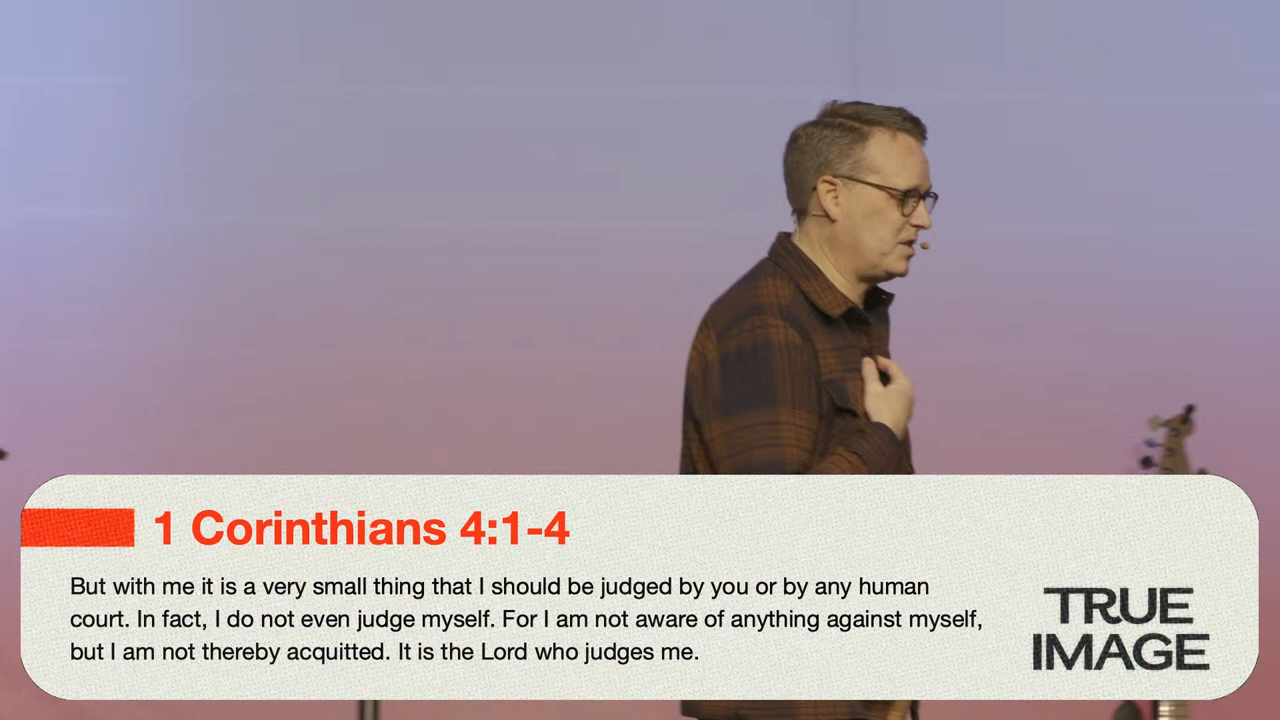 1 Corinthians 4:1-4
But with me it is a very small thing that I should be judged by you or by any human
court. In fact, I do not even judge myself. For I am not aware of anything against myself,
but I am not thereby acquitted. It is the Lord who judges me.
TRUE
IMAGE